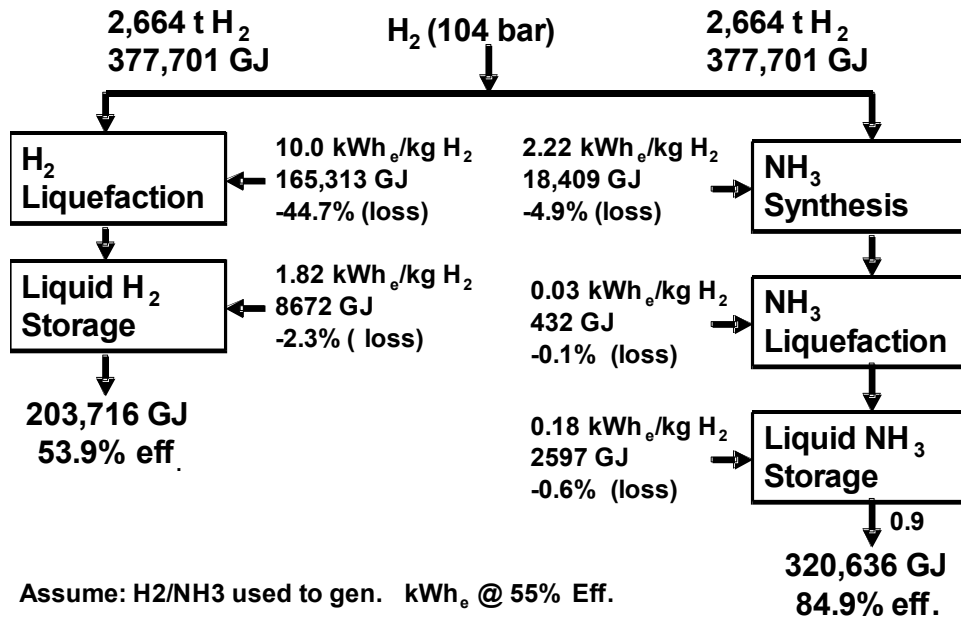 2,664 t H₂
377,701 GJ
H₂ (104 bar)
2,664 t H₂
377,701 GJ
H₂
Liquefaction
10.0 kWhₑ/kg H₂
165,313 GJ
-44.7% (loss)
Liquid H₂
Storage
1.82 kWhₑ/kg H₂
8672 GJ
-2.3% ( loss)
203,716 GJ
53.9% eff.
2.22 kWhₑ/kg H₂
18,409 GJ
-4.9% (loss)
NH₃
Synthesis
0.03 kWhₑ/kg H₂
432 GJ
-0.1% (loss)
NH₃
Liquefaction
0.18 kWhₑ/kg H₂
2597 GJ
-0.6% (loss)
Liquid NH₃
Storage
0.9
320,636 GJ
84.9% eff.
Assume: H2/NH3 used to gen. kWhₑ @ 55% Eff.